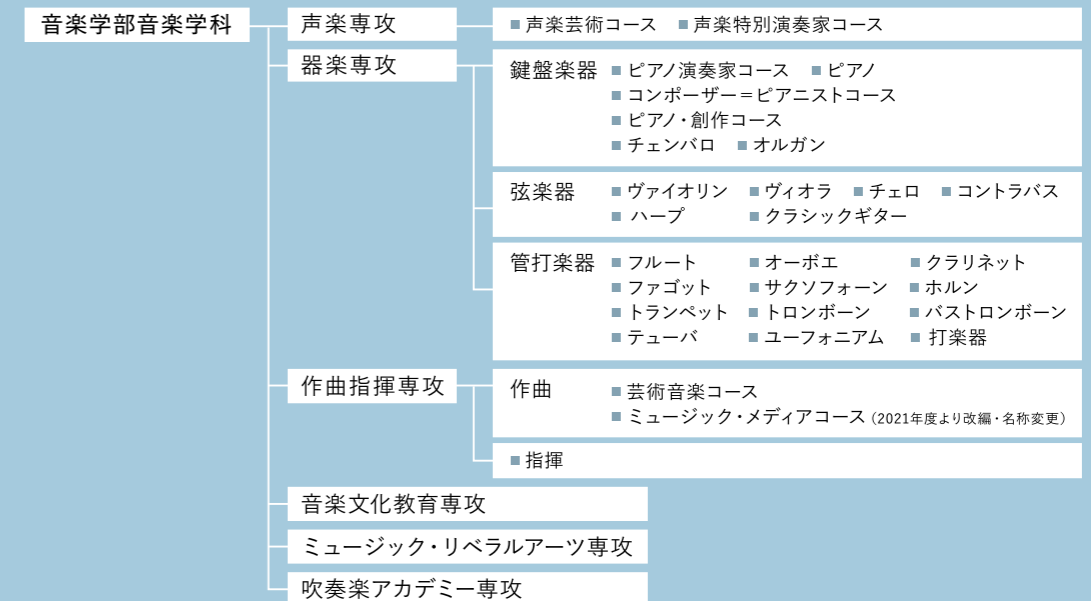 音楽学部音楽学科
声楽専攻
■ 声楽芸術コース ■ 声楽特別演奏家コース
器楽専攻
鍵盤楽器 ■ ピアノ演奏家コース ■ ピアノ
■ コンポーザー=ピアニストコース
■ ピアノ・創作コース
■ チェンバロ ■ オルガン
弦楽器 ■ ヴァイオリン ■ ヴィオラ ■ チェロ ■ コントラバス
■ ハープ ■ クラシックギター
管打楽器 ■ フルート ■ オーボエ ■ クラリネット
■ ファゴット ■ サクソフォーン ■ ホルン
■ トランペット ■ トロンボーン ■ バストロンボーン
■ テューバ ■ ユーフォニアム ■ 打楽器
作曲指揮専攻
作曲 ■ 芸術音楽コース
■ ミュージック・メディアコース(2021年度より改編・名称変更)
■ 指揮
音楽文化教育専攻
ミュージック・リベラルアーツ専攻
吹奏楽アカデミー専攻